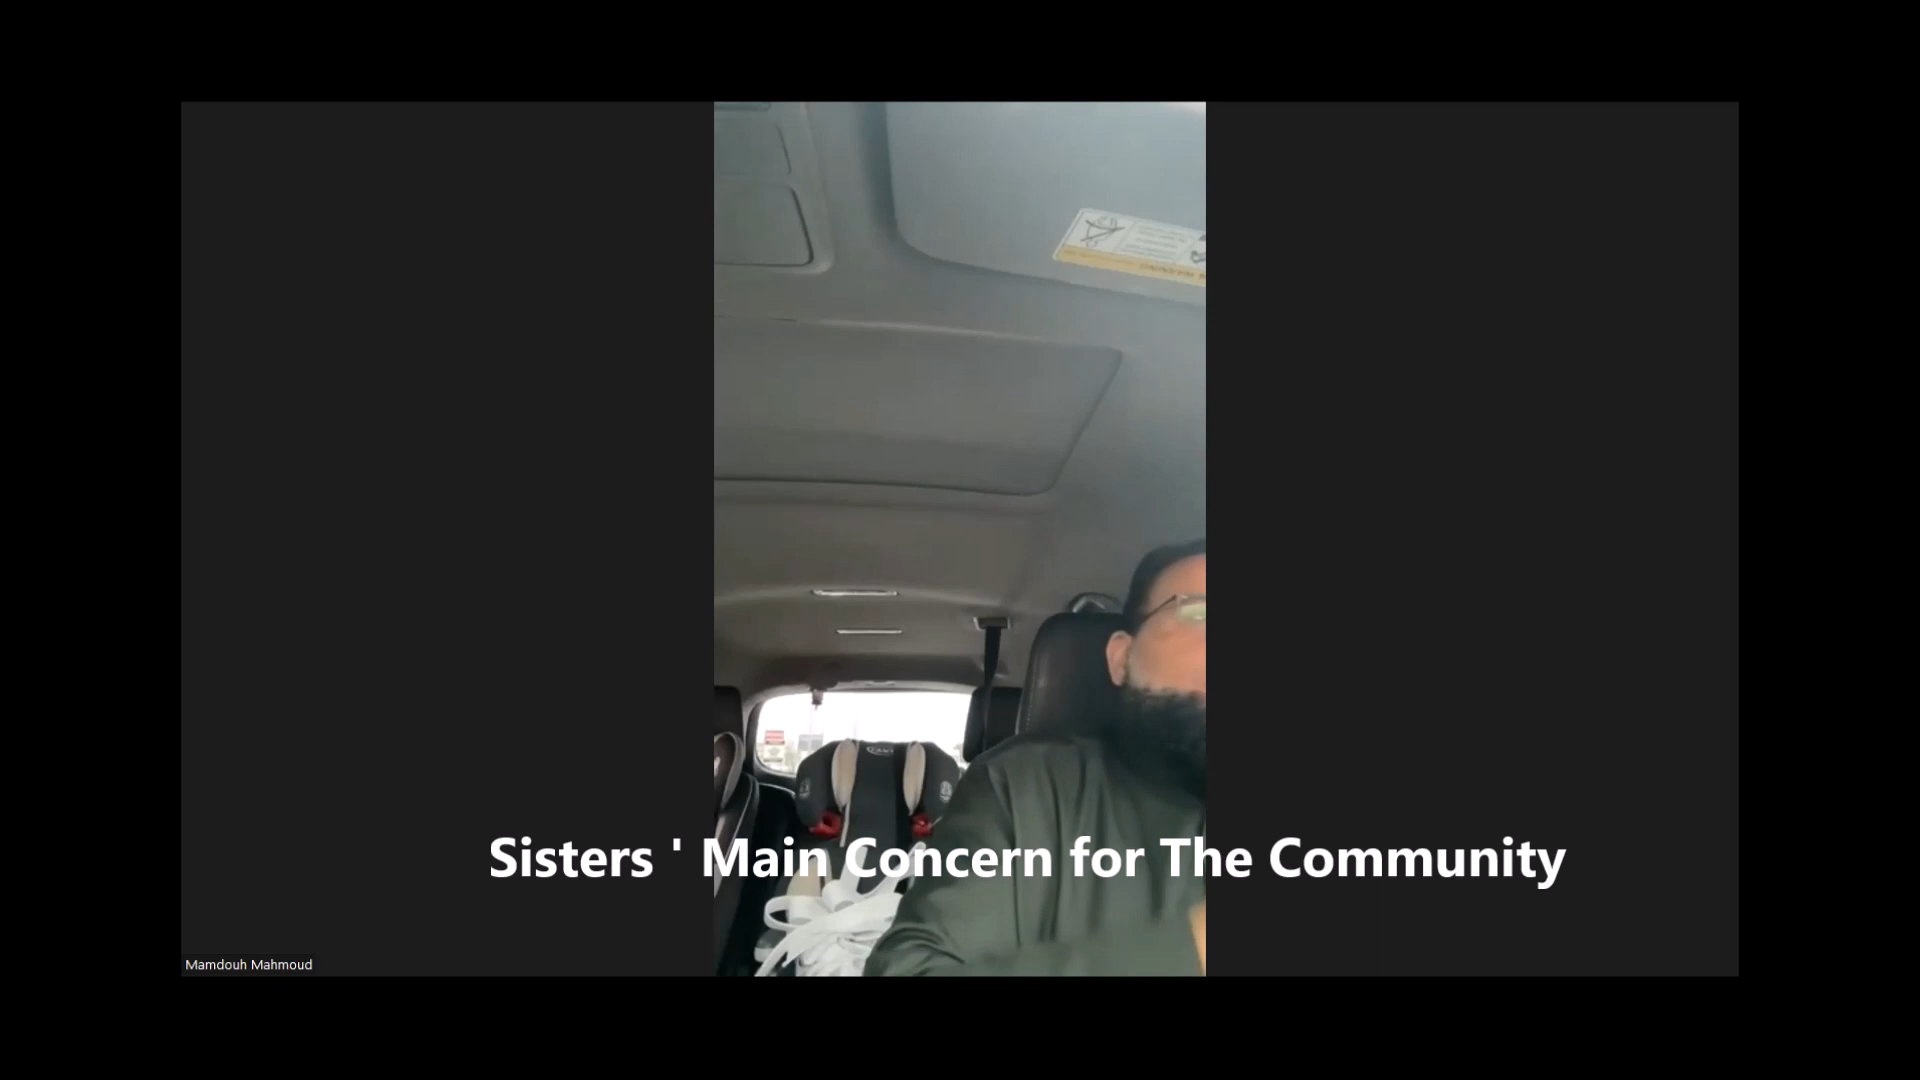 Sisters ' Main Concern for The Community
Mamdouh Mahmoud